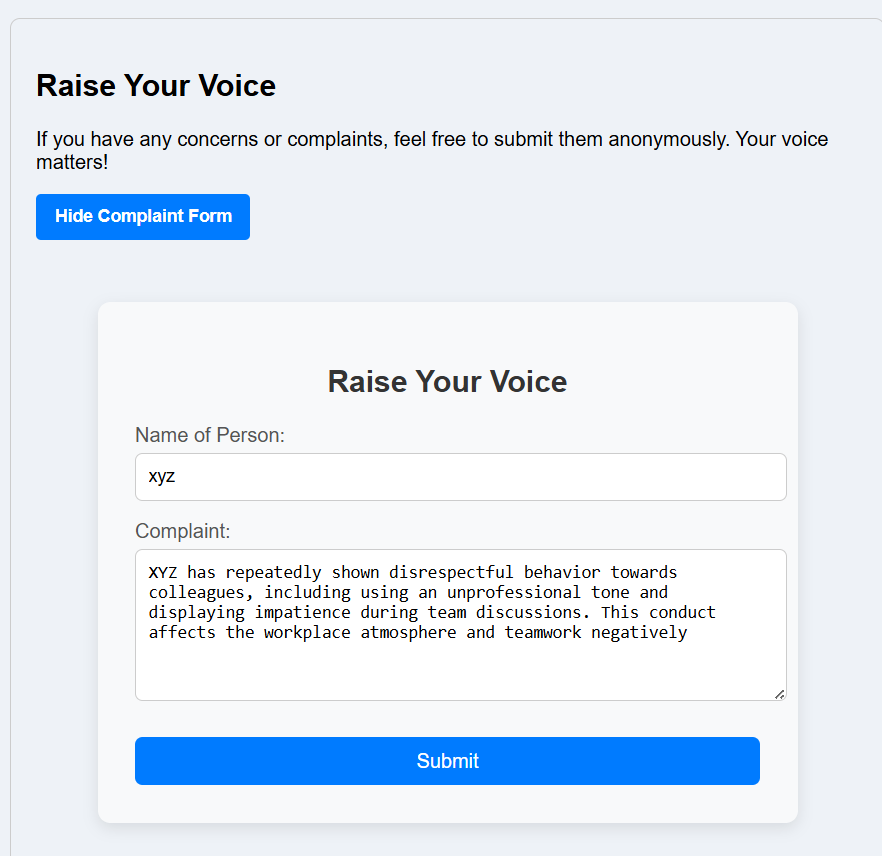 Raise Your Voice
If you have any concerns or complaints, feel free to submit them anonymously. Your voice
matters!
Hide Complaint Form
Raise Your Voice
Name of Person:
xyz
Complaint:
XYZ has repeatedly shown disrespectful behavior towards
colleagues, including using an unprofessional tone and
displaying impatience during team discussions. This conduct
affects the workplace atmosphere and teamwork negatively
Submit